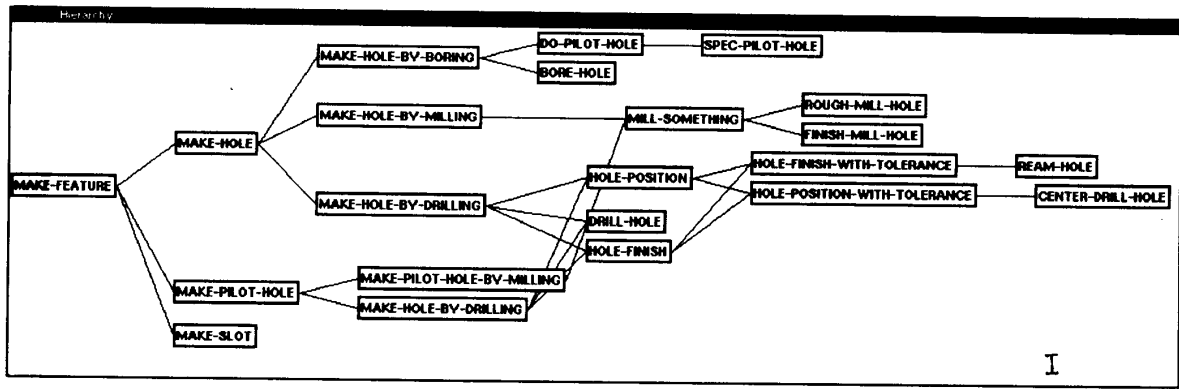 Hierarchy
DO-PILOT-HOLE
SPEC-PILOT-HOLE
MAKE-HOLE-BY-BORING
BORE-HOLE
ROUGH-MILL-HOLE
MAKE-HOLE-BY-MILLING
MILL-SOMETHING
FINISH-MILL-HOLE
MAKE-HOLE
HOLE-FINISH-WITH-TOLERANCE
REAM-HOLE
MAKE-FEATURE
HOLE-POSITION
HOLE-POSITION-WITH-TOLERANCE
CENTER-DRILL-HOLE
MAKE-HOLE-BY-DRILLING
DRILL-HOLE
HOLE-FINISH
MAKE-PILOT-HOLE
MAKE-PILOT-HOLE-BY-MILLING
MAKE-HOLE-BY-DRILLING
MAKE-SLOT